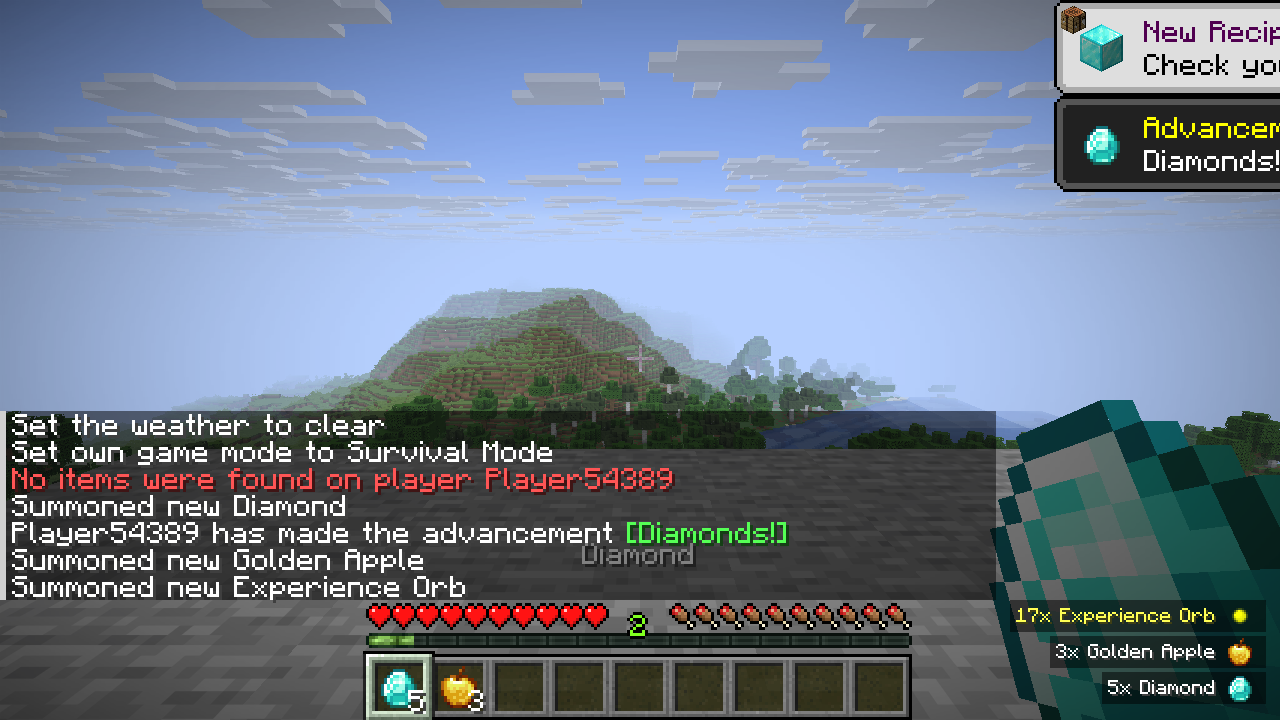 New Recip
Check yo
Advancem
Diamonds!
Set the weather to clear
Set own game mode to Survival Mode
No items were found on player Player54389
Summoned new Diamond
Player54389 has made the advancement [Diamonds!]
Summoned new Golden Apple
Diamond
Summoned new Experience Orb
17x Experience Orb
2
3x Golden Apple
5x Diamond
5
3